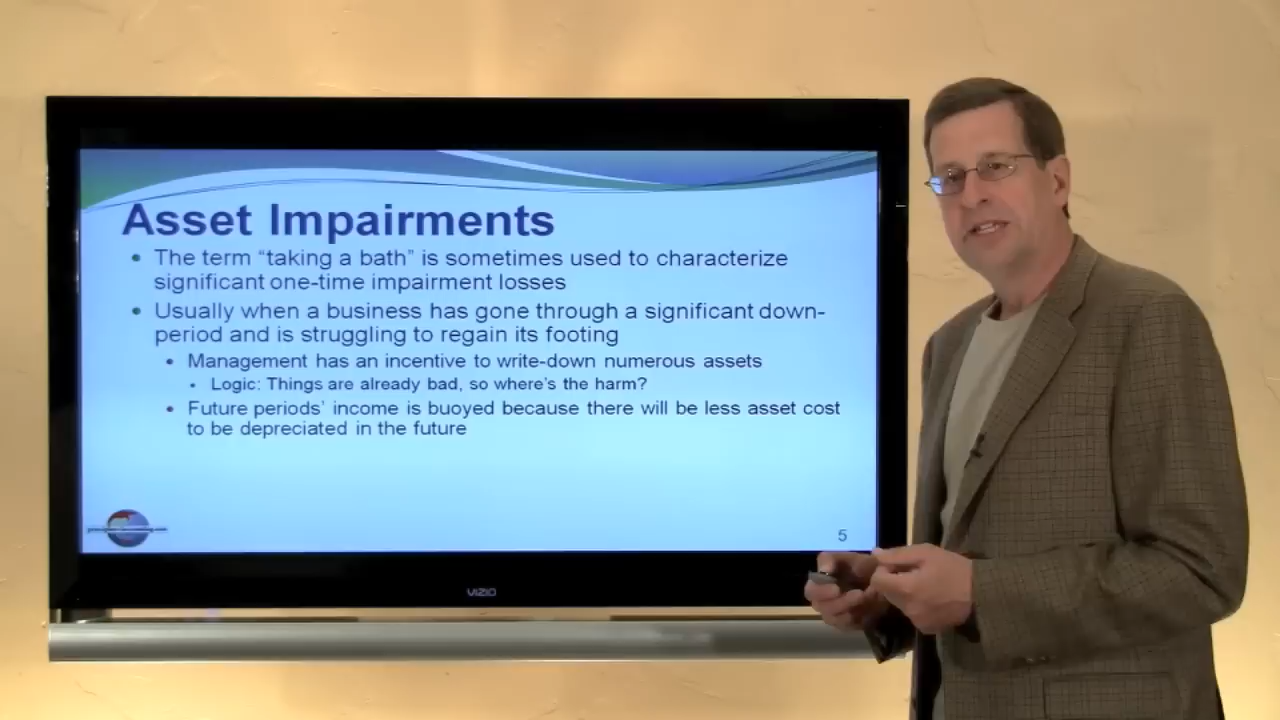 Asset Impairments
• The term “taking a bath” is sometimes used to characterize
significant one-time impairment losses
• Usually when a business has gone through a significant down-
period and is struggling to regain its footing
• Management has an incentive to write-down numerous assets
• Logic: Things are already bad, so where’s the harm?
• Future periods’ income is buoyed because there will be less asset cost
to be depreciated in the future
5
VIZIO